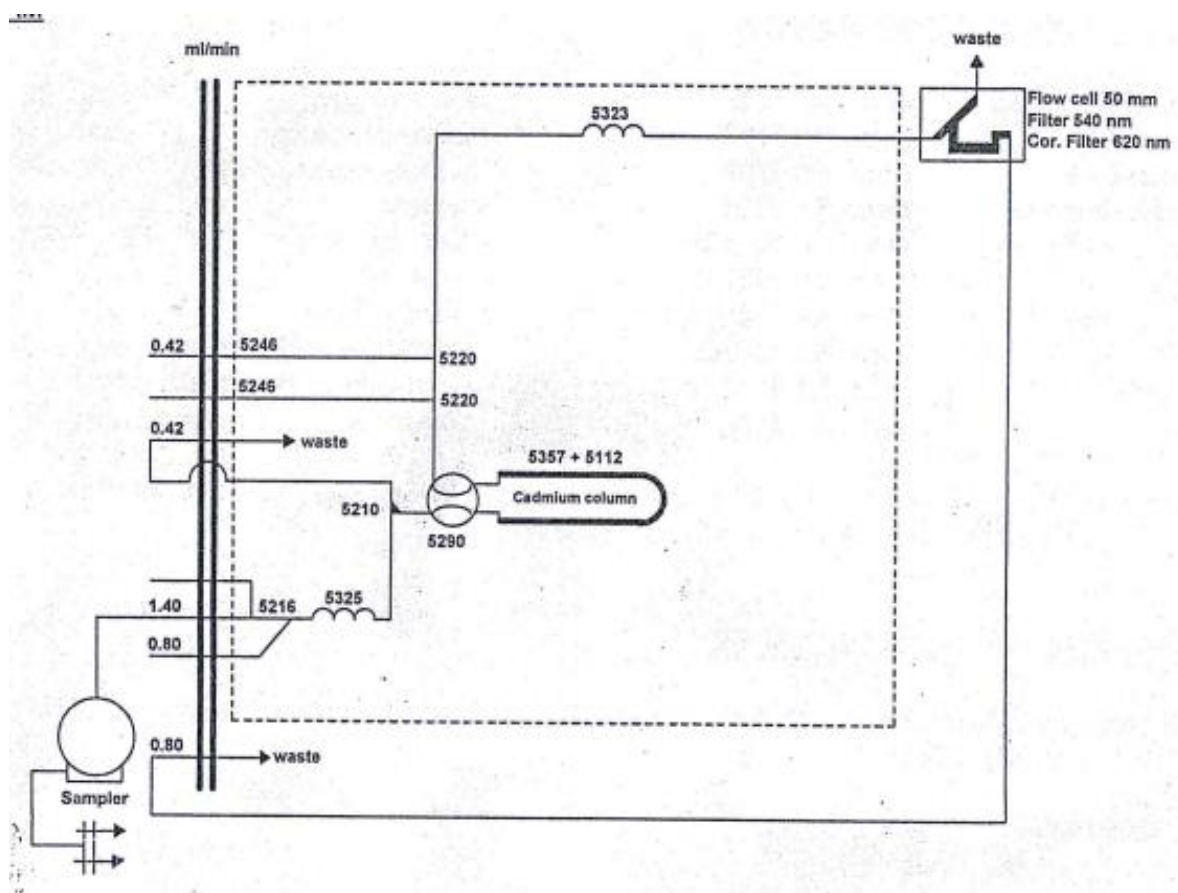 ml/min
waste
Flow cell 50 mm
Filter 540 nm
Cor. Filter 620 nm
5323
0.42
5246
5220
5246
5220
0.42
waste
5357 + 5112
Cadmium column
5210
5290
1.40
5216
5325
0.80
0.80
waste
Sampler